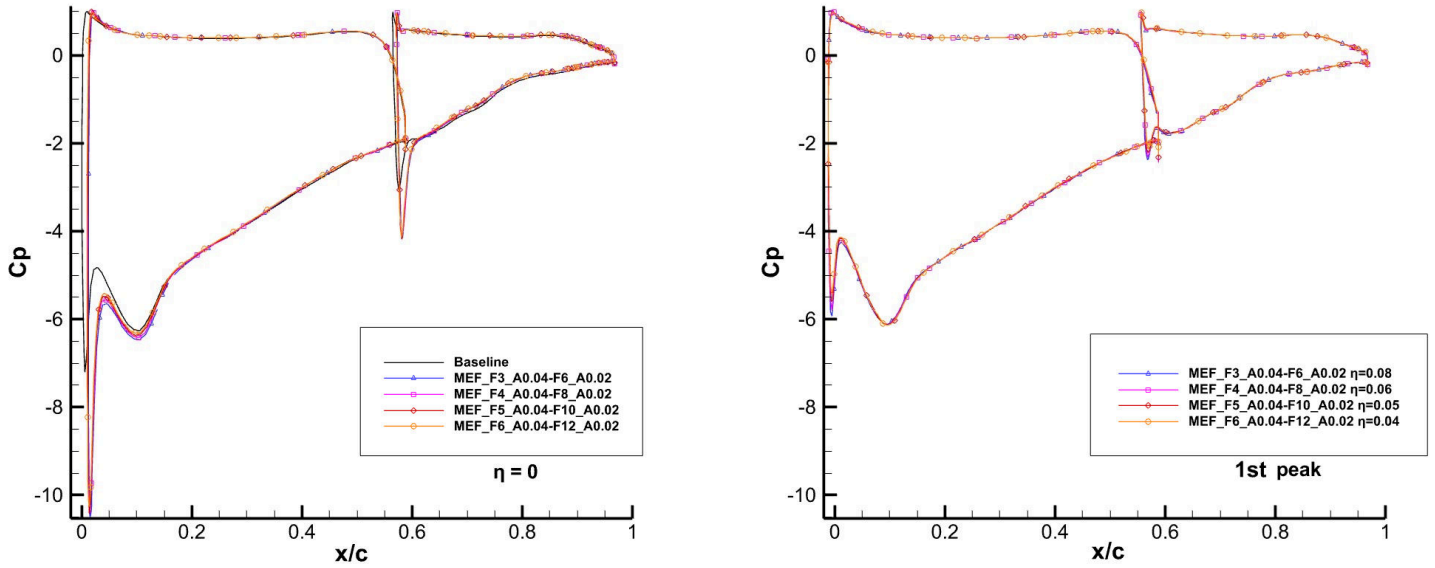 0
-2
-4
-6
-8
-10
Cp
0
0.2
0.4
0.6
0.8
1
x/c
Baseline
MEF_F3_A0.04-F6_A0.02
MEF_F4_A0.04-F8_A0.02
MEF_F5_A0.04-F10_A0.02
MEF_F6_A0.04-F12_A0.02
η = 0
0
-2
-4
-6
-8
-10
Cp
0
0.2
0.4
0.6
0.8
1
x/c
MEF_F3_A0.04-F6_A0.02 η=0.08
MEF_F4_A0.04-F8_A0.02 η=0.06
MEF_F5_A0.04-F10_A0.02 η=0.05
MEF_F6_A0.04-F12_A0.02 η=0.04
1st peak